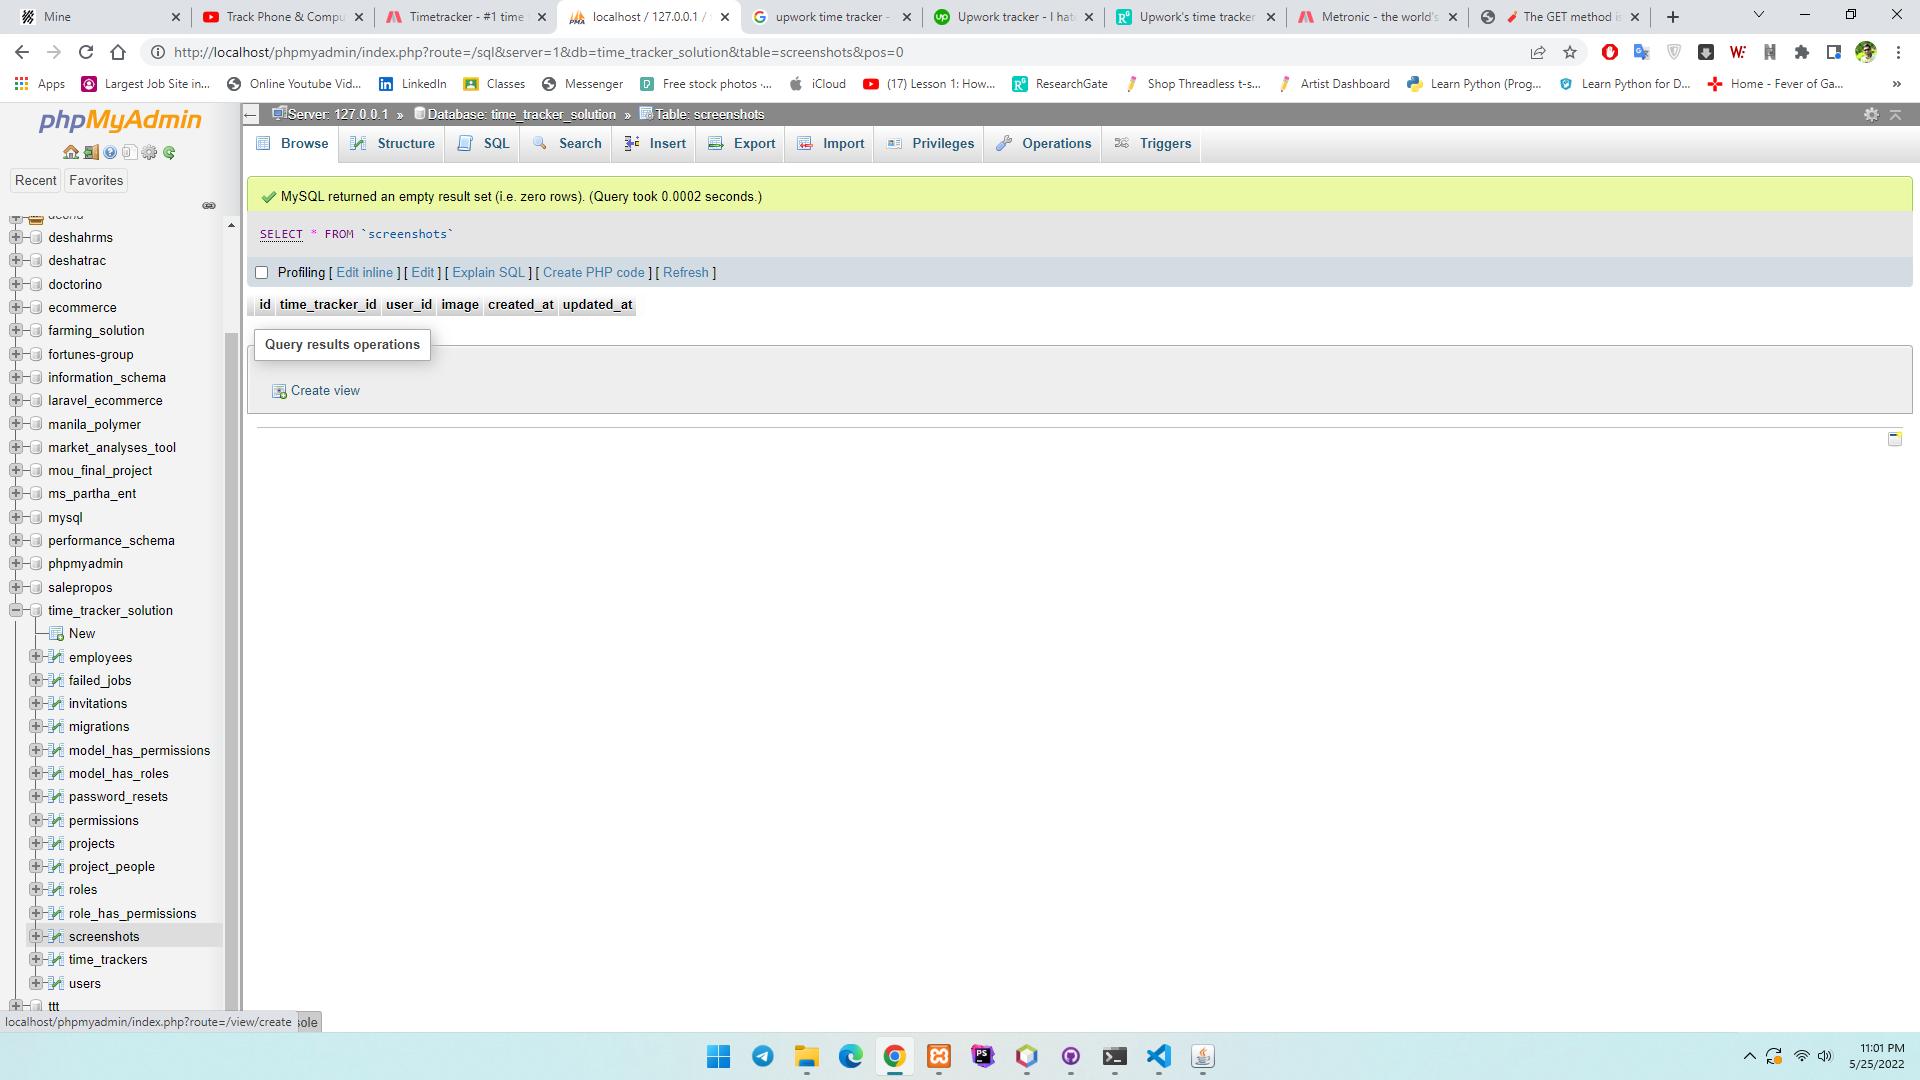 Mine
Track Phone & Compu
Timetracker - #1 time
localhost / 127.0.0.1 /
upwork time tracker -
Upwork tracker - I hat
Upwork's time tracker
Metronic - the world's
The GET method is
http://localhost/phpmyadmin/index.php?route=/sql&server=1&db=time_tracker_solution&table=screenshots&pos=0
Apps
Largest Job Site in...
Online Youtube Vid...
LinkedIn
Classes
Messenger
Free stock photos ·...
iCloud
(17) Lesson 1: How...
ResearchGate
Shop Threadless t-s...
Artist Dashboard
Learn Python (Prog...
Learn Python for D...
Home - Fever of Ga...
»
phpMyAdmin
Recent
Favorites
deshahrms
deshatrac
doctorino
ecommerce
farming_solution
fortunes-group
information_schema
laravel_ecommerce
manila_polymer
market_analyses_tool
mou_final_project
ms_partha_ent
mysql
performance_schema
phpmyadmin
salepropos
time_tracker_solution
New
employees
failed_jobs
invitations
migrations
model_has_permissions
model_has_roles
password_resets
permissions
projects
project_people
roles
role_has_permissions
screenshots
time_trackers
users
ttt
Server: 127.0.0.1 » Database: time_tracker_solution » Table: screenshots
Browse
Structure
SQL
Search
Insert
Export
Import
Privileges
Operations
Triggers
MySQL returned an empty result set (i.e. zero rows). (Query took 0.0002 seconds.)
SELECT * FROM `screenshots`
Profiling [ Edit inline ] [ Edit ] [ Explain SQL ] [ Create PHP code ] [ Refresh ]
id time_tracker_id user_id image created_at updated_at
Query results operations
Create view
localhost/phpmyadmin/index.php?route=/view/create
sole
11:01 PM
5/25/2022